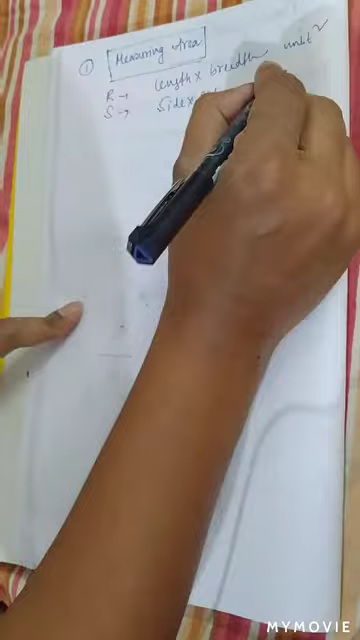 ① Measuring Area
R → length x breadth unit²
S → Side x
MYMOVIE